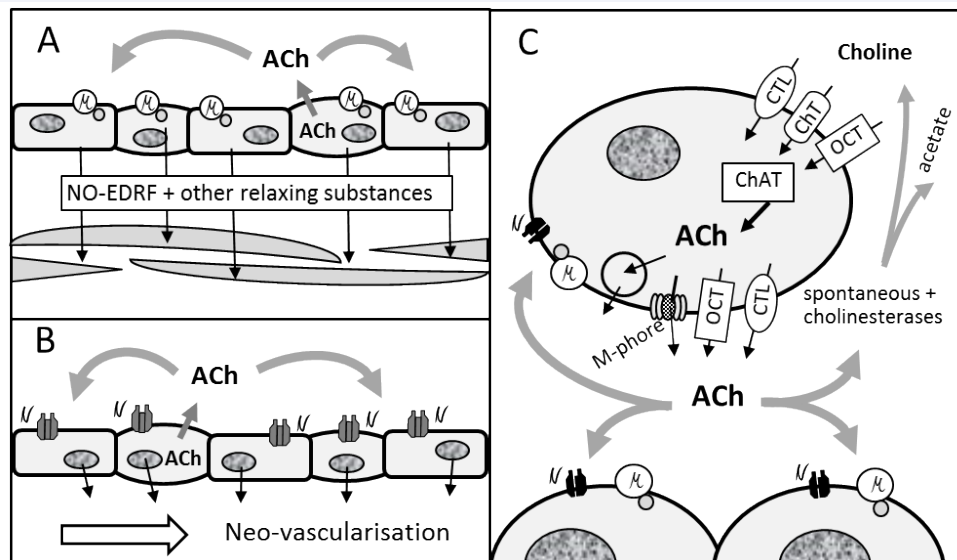 A
ACh
M
M
M
M
M
ACh
NO-EDRF + other relaxing substances
B
ACh
N
N
N
N
N
ACh
Neo-vascularisation
C
Choline
CTL
ChT
OCT
acetate
ChAT
N
ACh
M
OCT
CTL
M-phore
spontaneous +
cholinesterases
ACh
N
M
N
M